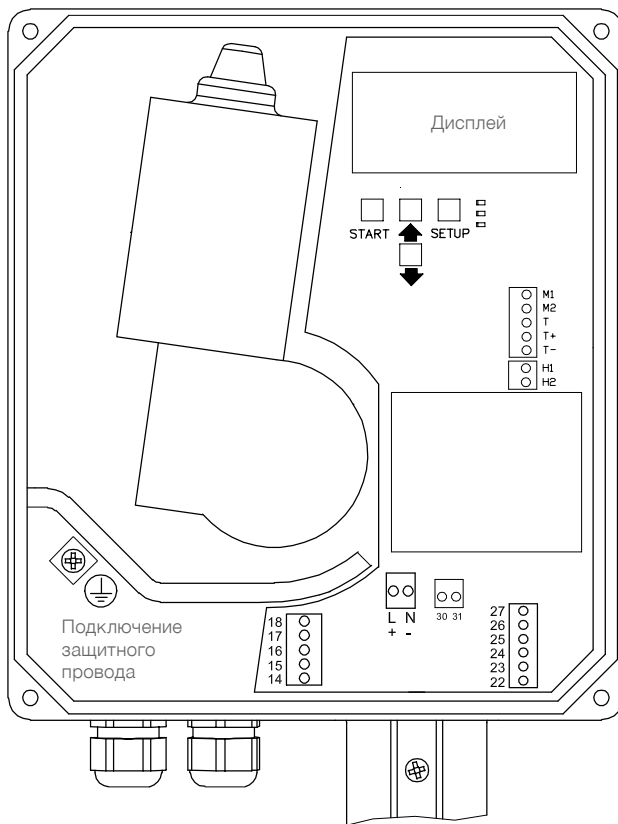 Дисплей
START
SETUP
M1
M2
T
T+
T-
H1
H2
L N
+ -
30 31
18
17
16
15
14
27
26
25
24
23
22
Подключение
защитного
провода